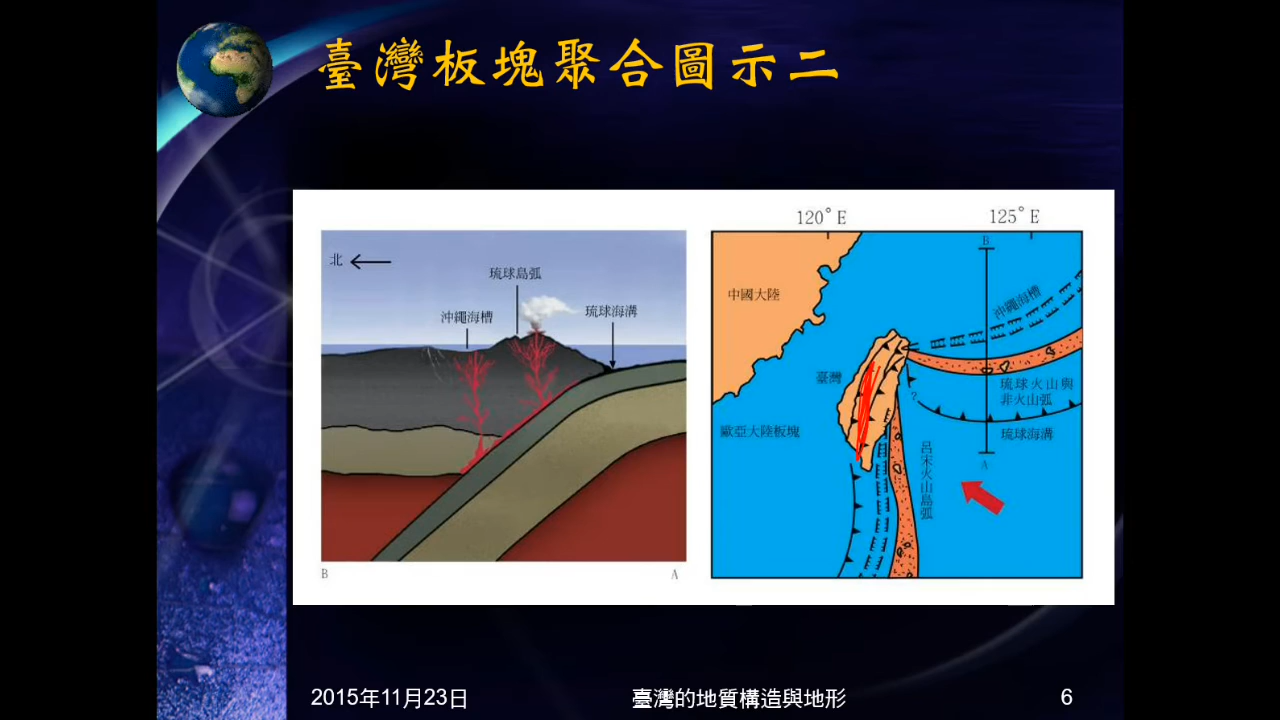 臺灣板塊聚合圖示二
北
琉球島弧
沖繩海槽
琉球海溝
B
A
120°E
125°E
B
中國大陸
沖繩海槽
臺灣
?
琉球火山與
非火山弧
歐亞大陸板塊
琉球海溝
A
呂宋火山島弧
2015年11月23日
臺灣的地質構造與地形
6